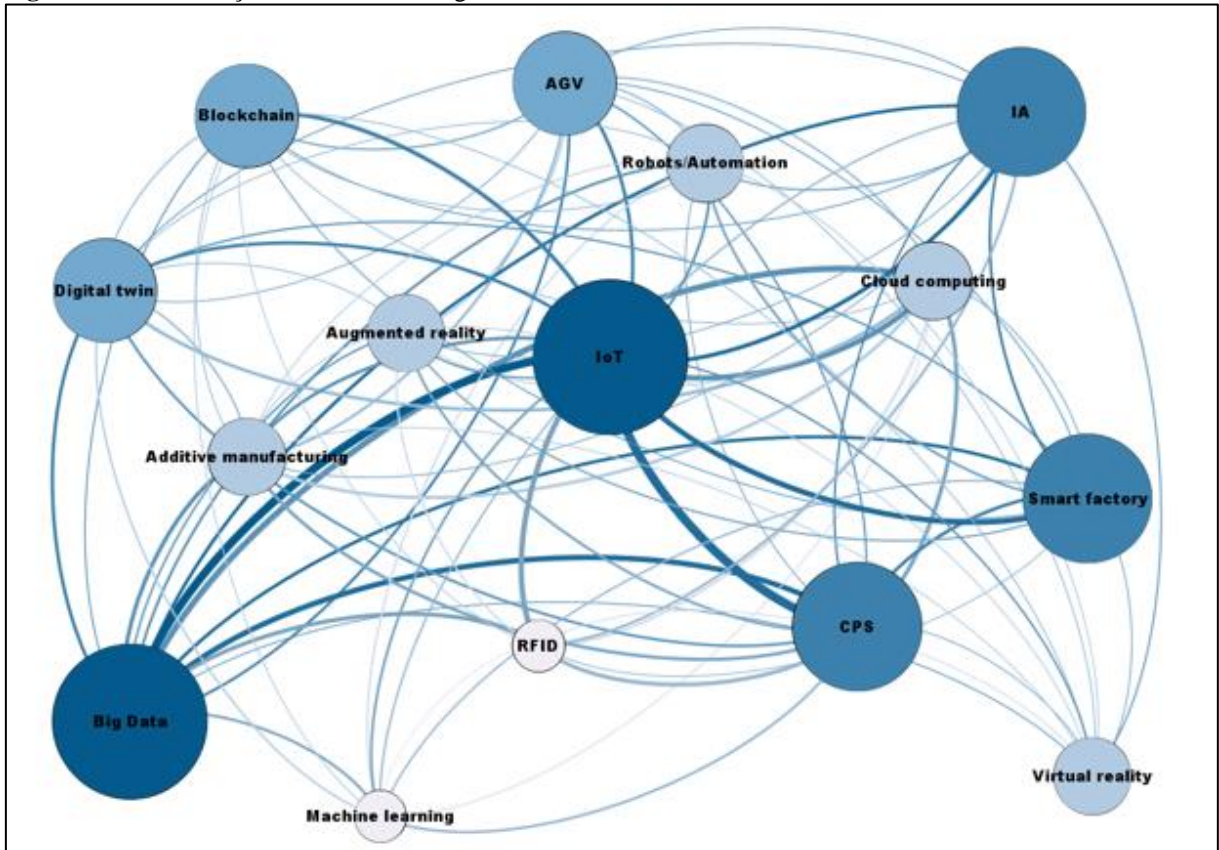 AGV
IA
Blockchain
Robots/Automation
Digital twin
Cloud computing
Augmented reality
IoT
Additive manufacturing
Smart factory
CPS
RFID
Big Data
Virtual reality
Machine learning